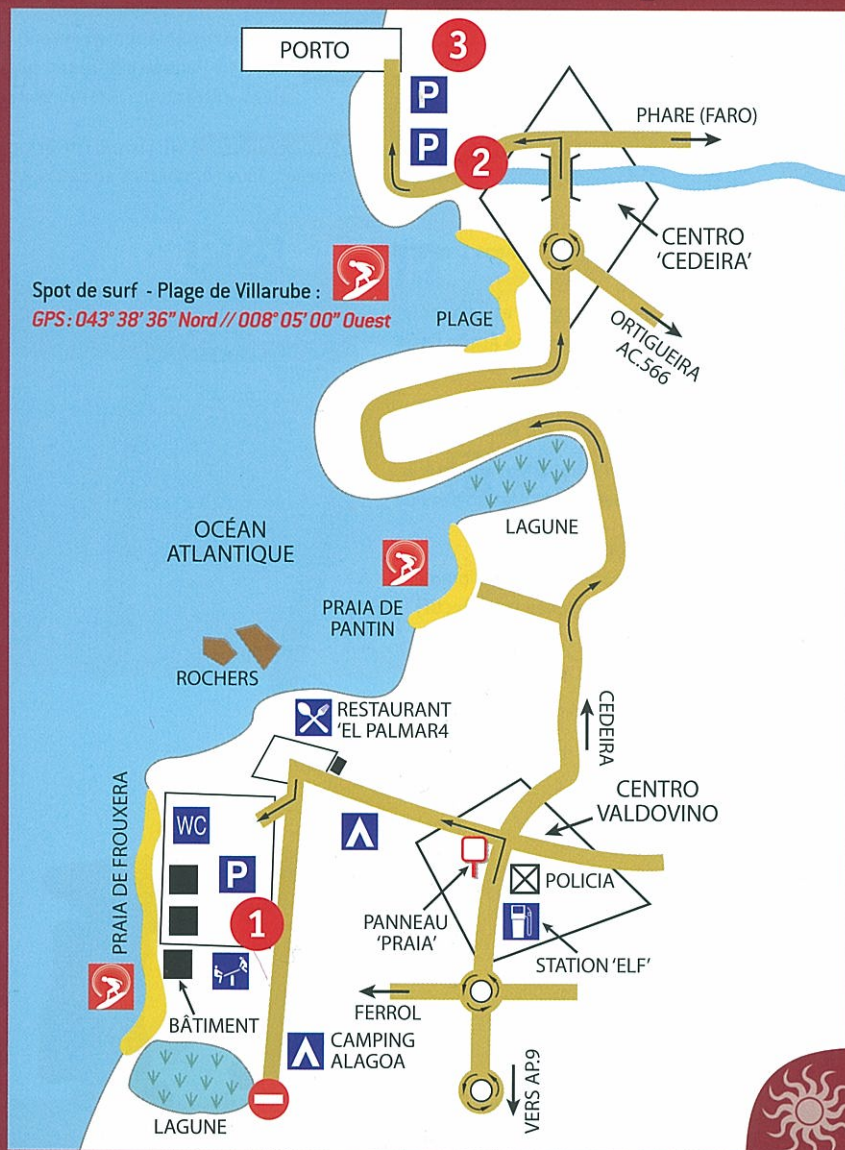 PORTO
3
P
P
2
PHARE (FARO)
CENTRO
'CEDEIRA'
Spot de surf - Plage de Villarube :
GPS : 043° 38' 36" Nord // 008° 05' 00" Ouest
PLAGE
ORTIGUEIRA
AC.566
OCÉAN
ATLANTIQUE
LAGUNE
PRAIA DE
PANTIN
ROCHERS
CEDEIRA
RESTAURANT
'EL PALMAR4
CENTRO
VALDOVINO
PRAIA DE FROUXERA
WC
P
1
POLICIA
PANNEAU
'PRAIA'
STATION 'ELF'
BÂTIMENT
FERROL
CAMPING
ALAGOA
VERS AP.9
LAGUNE